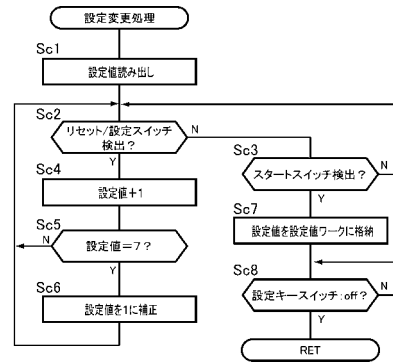 設定変更処理
Sc1
設定値読み出し
Sc2
リセット/設定スイッチ
検出?
N
Y
Sc3
スタートスイッチ検出?
N
Y
Sc4
設定値+1
Sc7
設定値を設定値ワークに格納
Sc5
設定値=7?
N
Y
Sc8
設定キースイッチ:off?
N
Y
Sc6
設定値を1に補正
RET